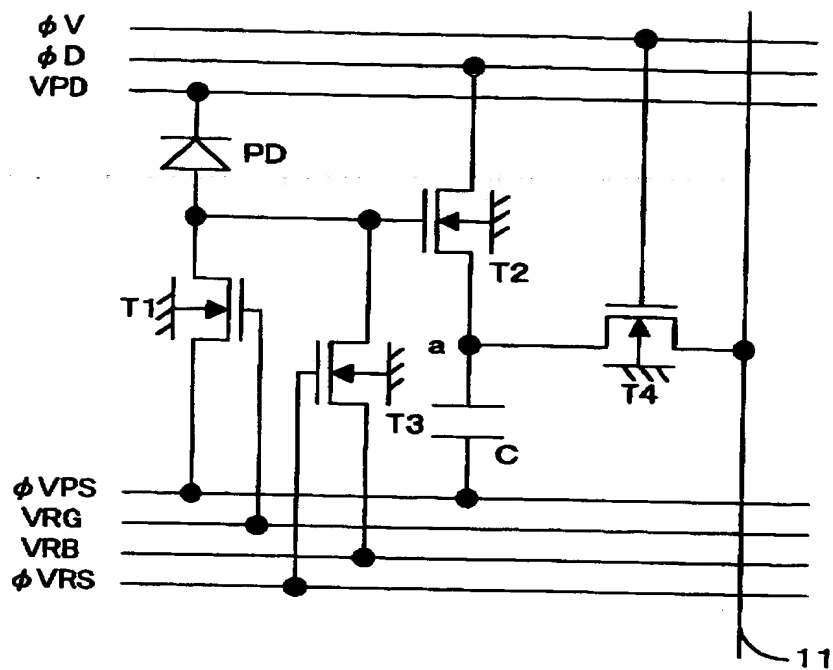 ϕV
ϕD
VPD
PD
T2
T1
a
T4
T3
C
ϕVPS
VRG
VRB
ϕVRS
11